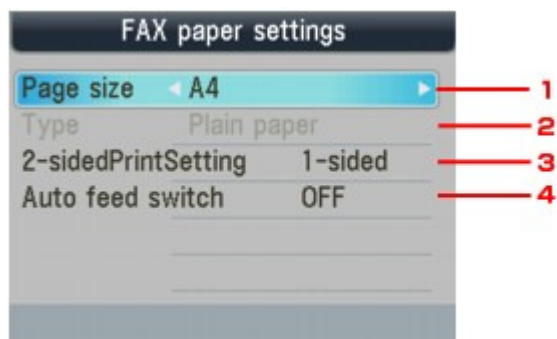 FAX paper settings
Page size A4 1
Type Plain paper 2
2-sidedPrintSetting 1-sided 3
Auto feed switch OFF 4